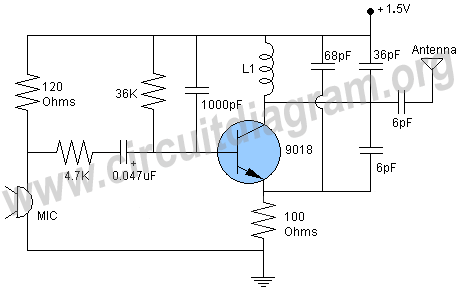 + 1.5V
68pF
36pF
Antenna
L1
120
Ohms
36K
1000pF
6pF
9018
4.7K
+
0.047uF
6pF
MIC
100
Ohms
www.circuitdiagram.org